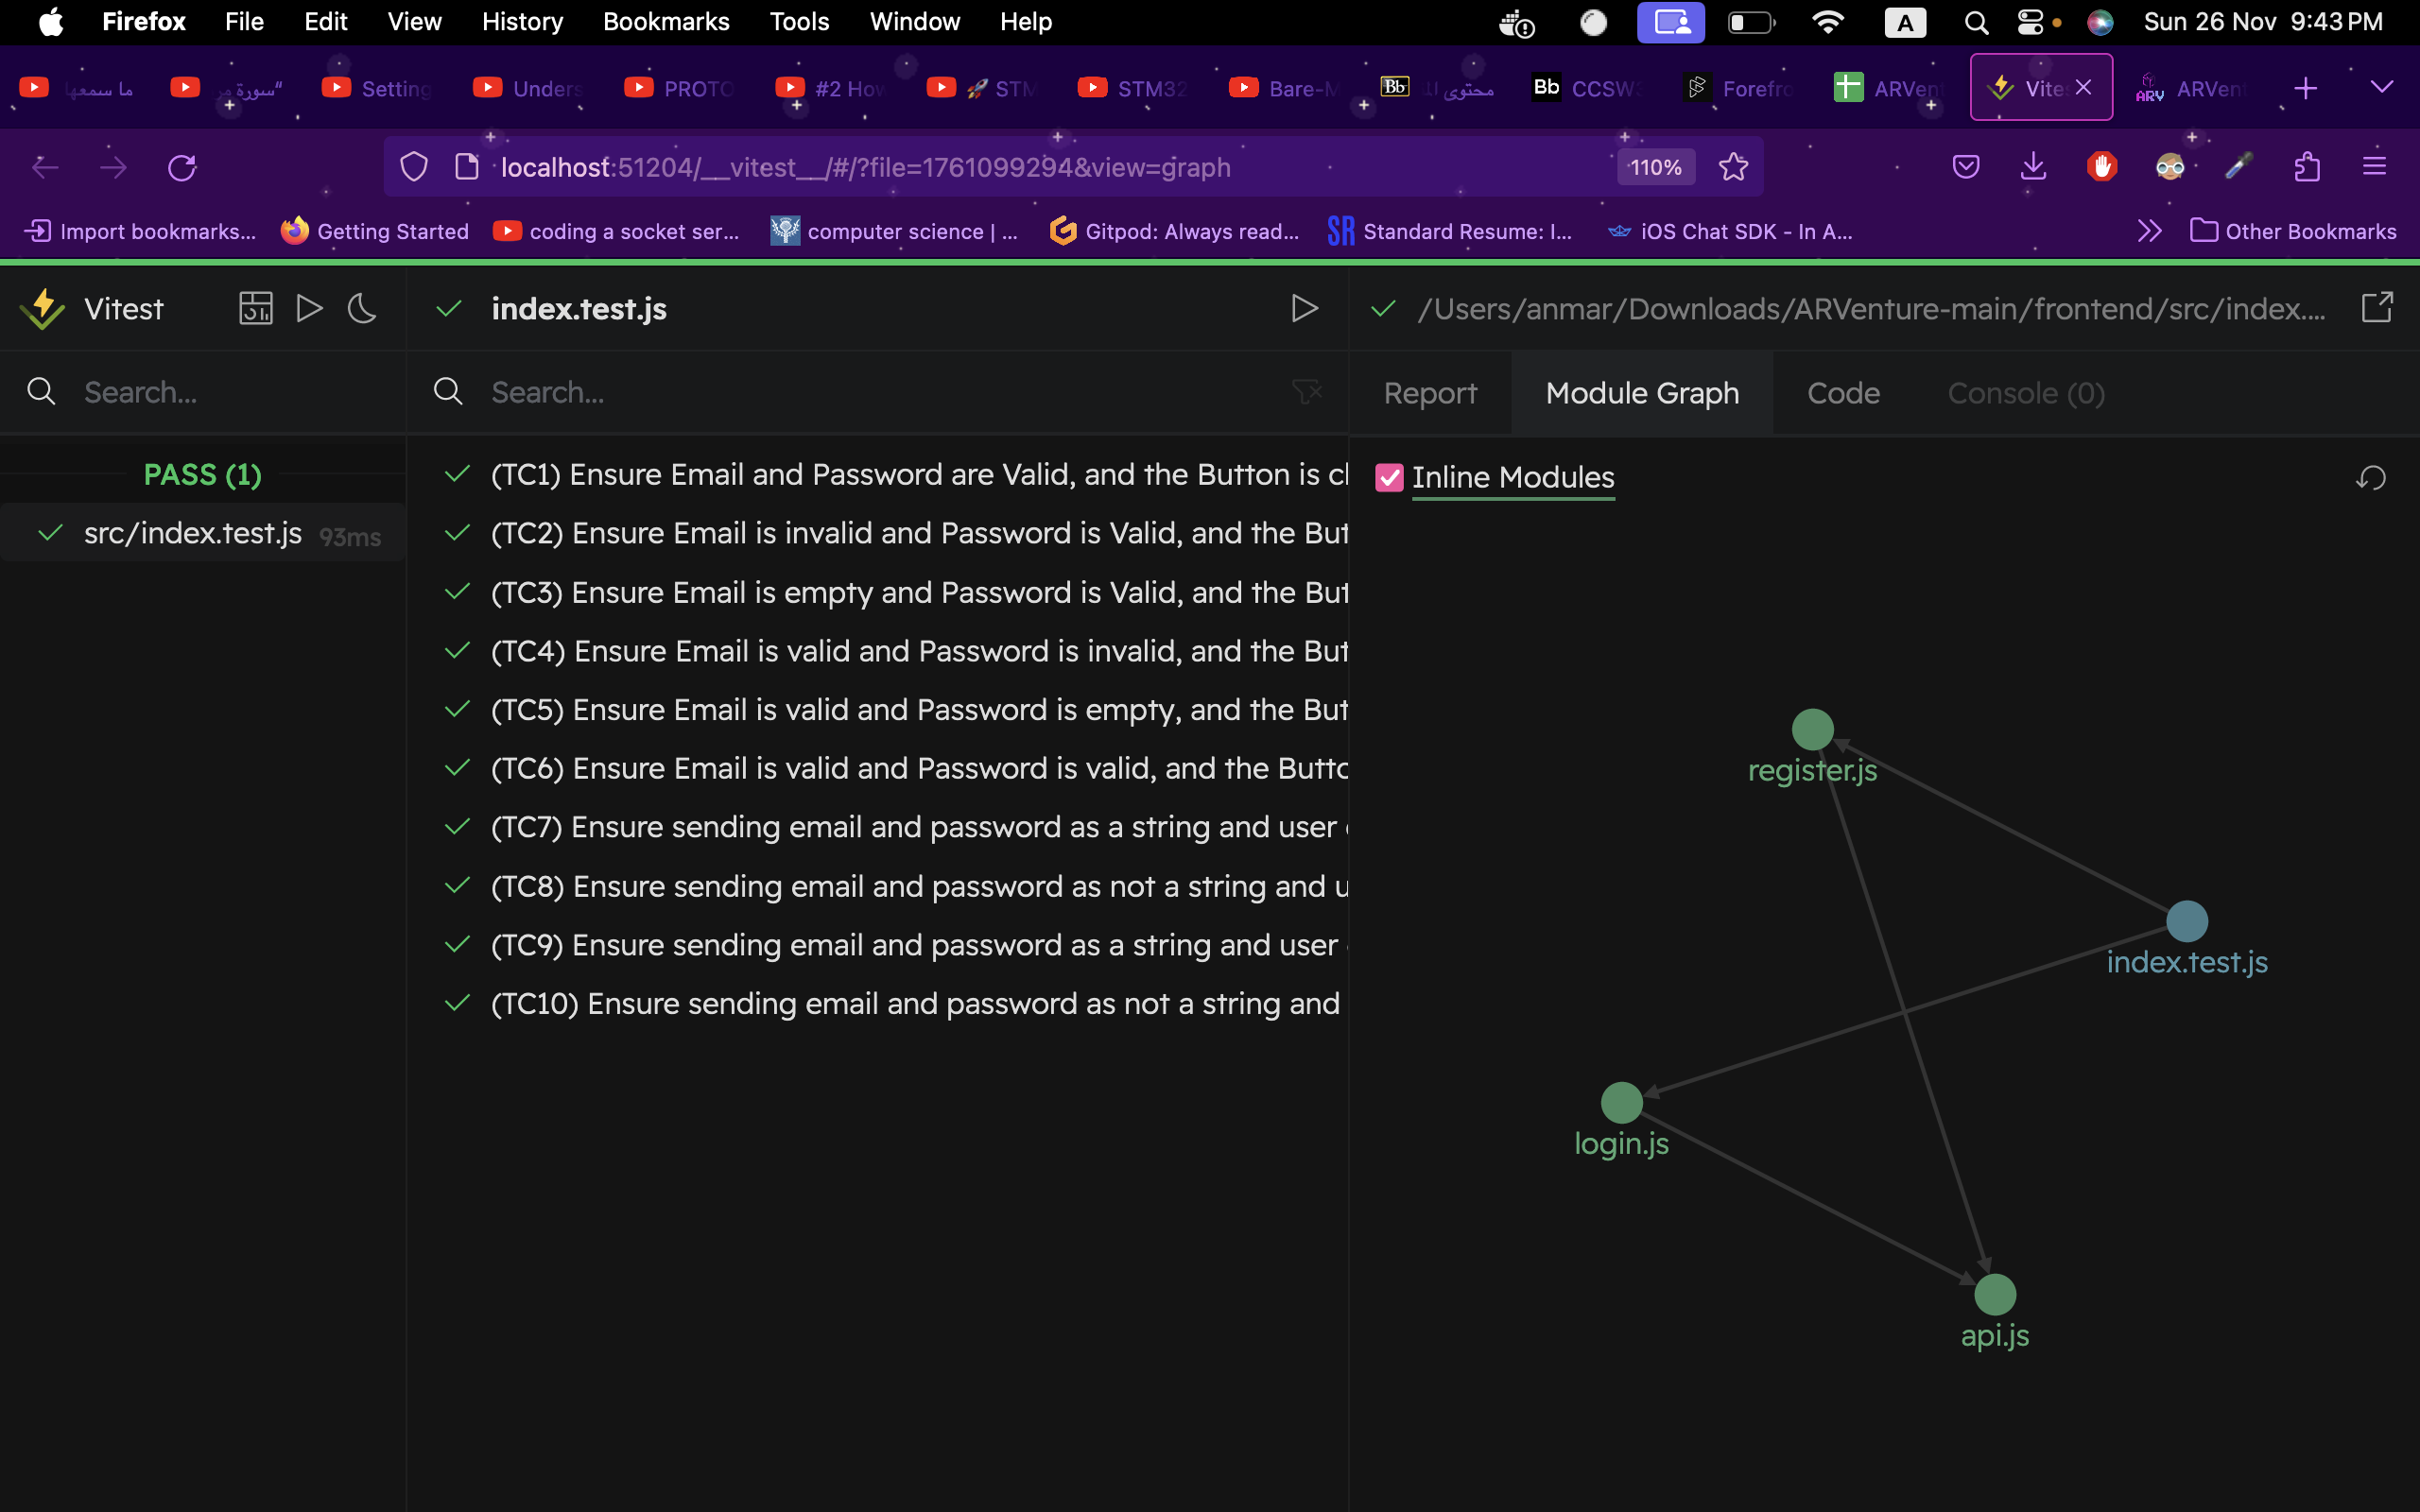 Firefox File Edit View History Bookmarks Tools Window Help A Sun 26 Nov 9:43 PM
ما سمعها "سورة مر Setting Unders PROTO #2 How STM STM32 Bare-M Bb محتوى ال Bb CCSW3 Forefro ARVen Vite ARV ARVent
localhost:51204/__vitest__/#/?file=1761099294&view=graph 110%
Import bookmarks... Getting Started coding a socket ser... computer science | ... Gitpod: Always read... SR Standard Resume: I... iOS Chat SDK - In A... Other Bookmarks
Vitest index.test.js /Users/anmar/Downloads/ARVenture-main/frontend/src/index....
Search... Search... Report Module Graph Code Console (0)
PASS (1)
src/index.test.js 93ms
(TC1) Ensure Email and Password are Valid, and the Button is cl
(TC2) Ensure Email is invalid and Password is Valid, and the But
(TC3) Ensure Email is empty and Password is Valid, and the But
(TC4) Ensure Email is valid and Password is invalid, and the But
(TC5) Ensure Email is valid and Password is empty, and the But
(TC6) Ensure Email is valid and Password is valid, and the Butto
(TC7) Ensure sending email and password as a string and user
(TC8) Ensure sending email and password as not a string and u
(TC9) Ensure sending email and password as a string and user
(TC10) Ensure sending email and password as not a string and
Inline Modules
register.js
index.test.js
login.js
api.js